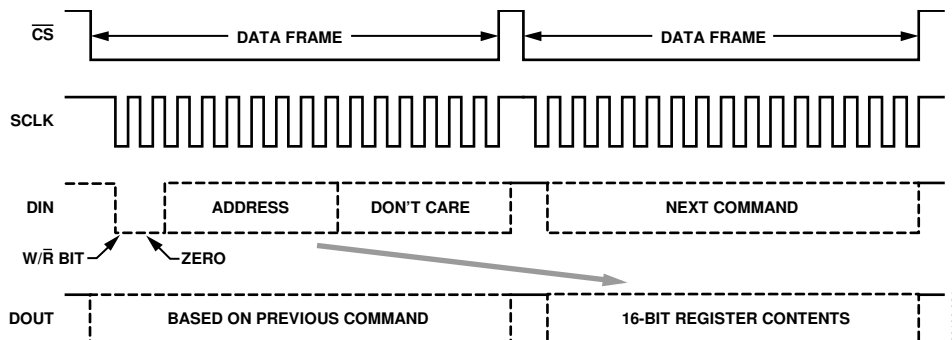 CS
DATA FRAME DATA FRAME
SCLK
DIN ADDRESS DON'T CARE NEXT COMMAND
W/R BIT ZERO
DOUT BASED ON PREVIOUS COMMAND 16-BIT REGISTER CONTENTS